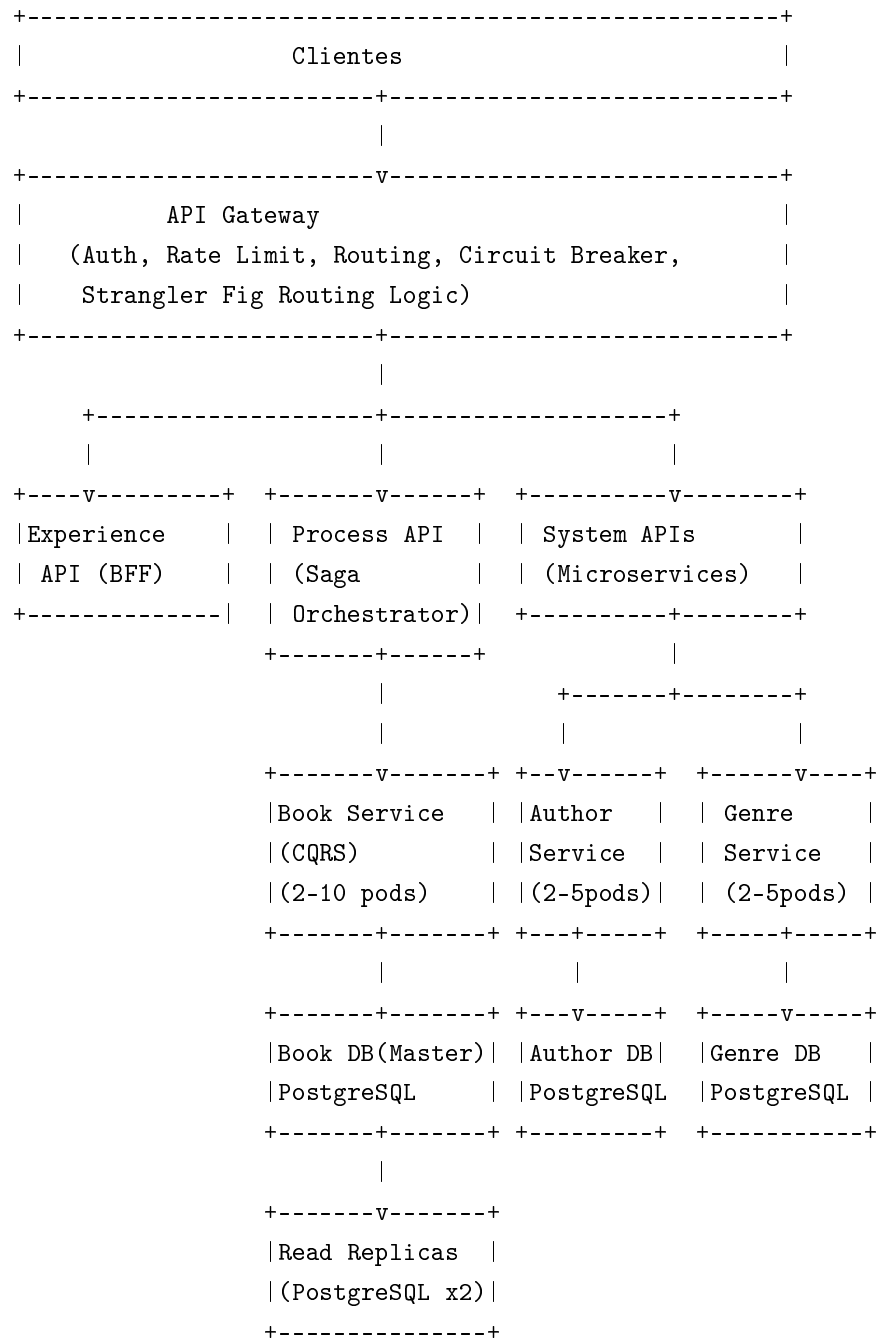 Clientes
API Gateway
(Auth, Rate Limit, Routing, Circuit Breaker,
Strangler Fig Routing Logic)
Experience
API (BFF)
Process API
(Saga
Orchestrator)
System APIs
(Microservices)
Book Service
(CQRS)
(2-10 pods)
Author
Service
(2-5pods)
Genre
Service
(2-5pods)
Book DB(Master)
PostgreSQL
Author DB
PostgreSQL
Genre DB
PostgreSQL
Read Replicas
(PostgreSQL x2)